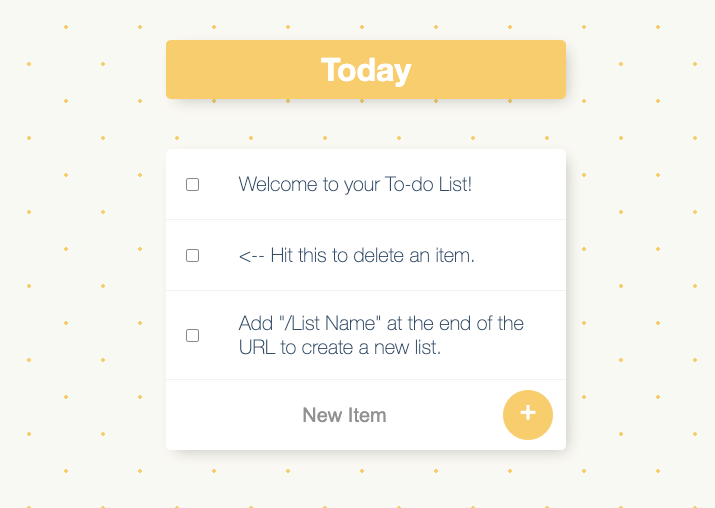 Today
Welcome to your To-do List!
<-- Hit this to delete an item.
Add "/List Name" at the end of the
URL to create a new list.
New Item
+